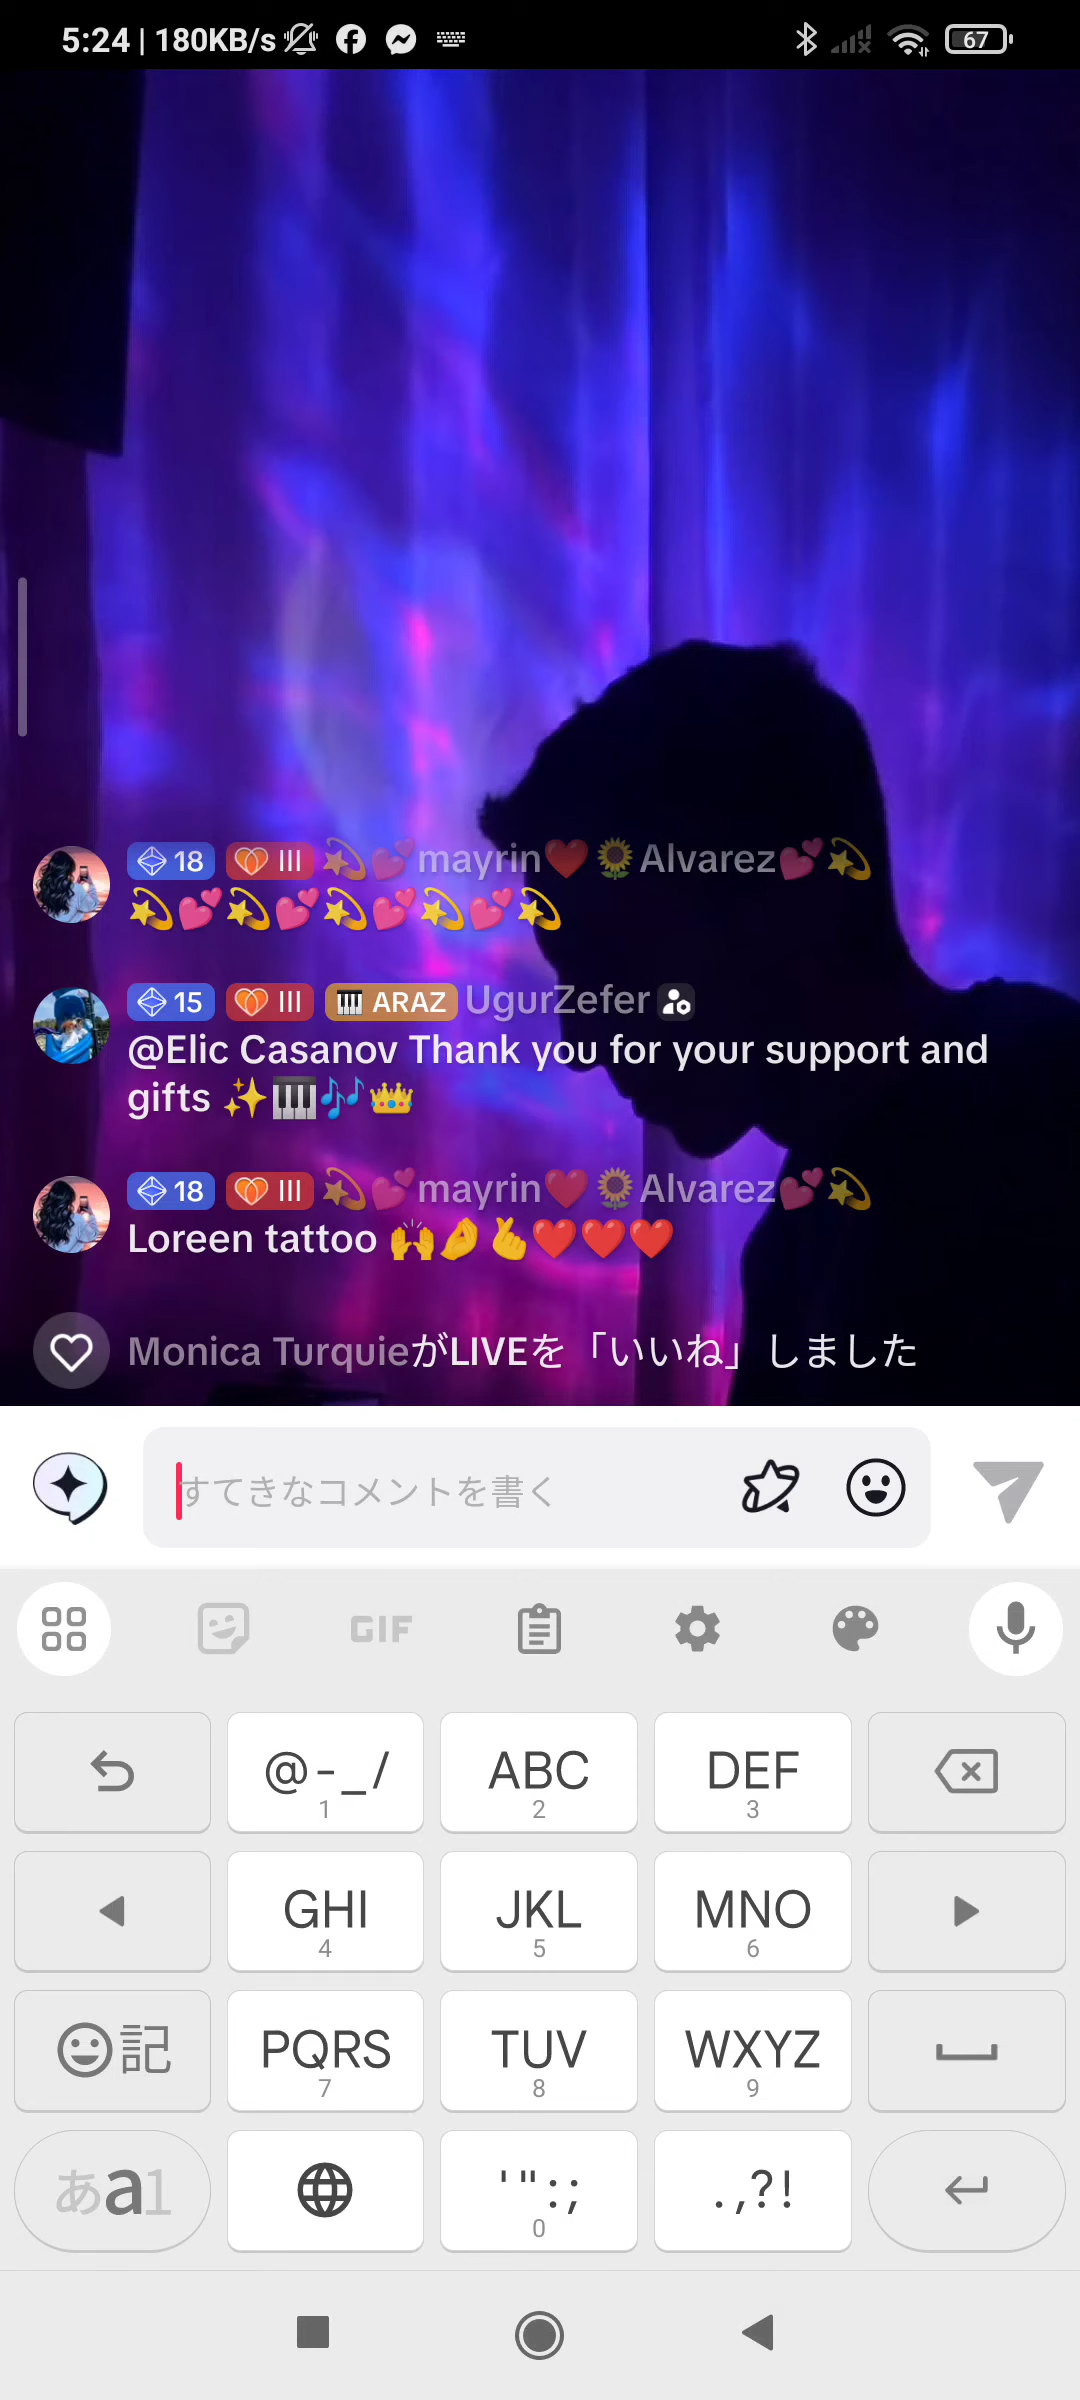 5:24 | 180KB/s 67
18 III 💫💕mayrin❤️🌻Alvarez💕💫
💫💕💫💕💫💕💫💕💫
15 III 🎹 ARAZ UgurZefer
@Elic Casanov Thank you for your support and
gifts ✨🎹🎶👑
18 III 💫💕mayrin❤️🌻Alvarez💕💫
Loreen tattoo 🙌🤌🫰❤️❤️❤️
Monica TurquieがLIVEを「いいね」しました
すてきなコメントを書く
GIF
@-_/ ABC DEF
1 2 3
GHI JKL MNO
4 5 6
記 PQRS TUV WXYZ
7 8 9
あa1 '":; .,?!
0